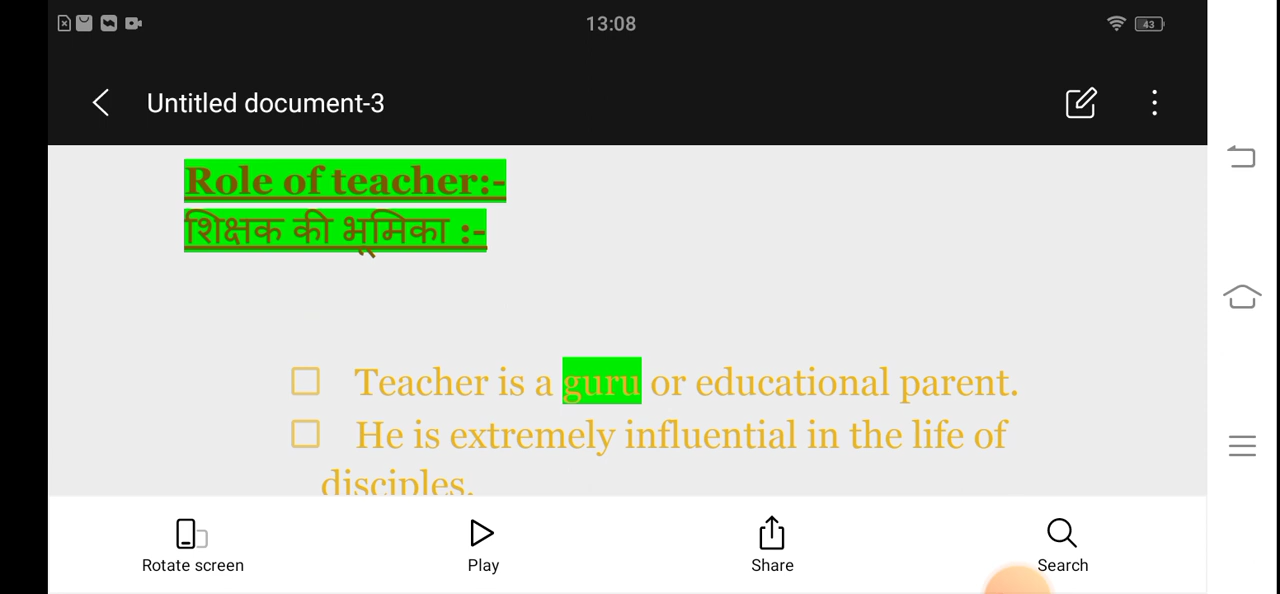 13:08
43
Untitled document-3
Role of teacher:-
शिक्षक की भूमिका :-
Teacher is a guru or educational parent.
He is extremely influential in the life of
disciples.
Rotate screen
Play
Share
Search